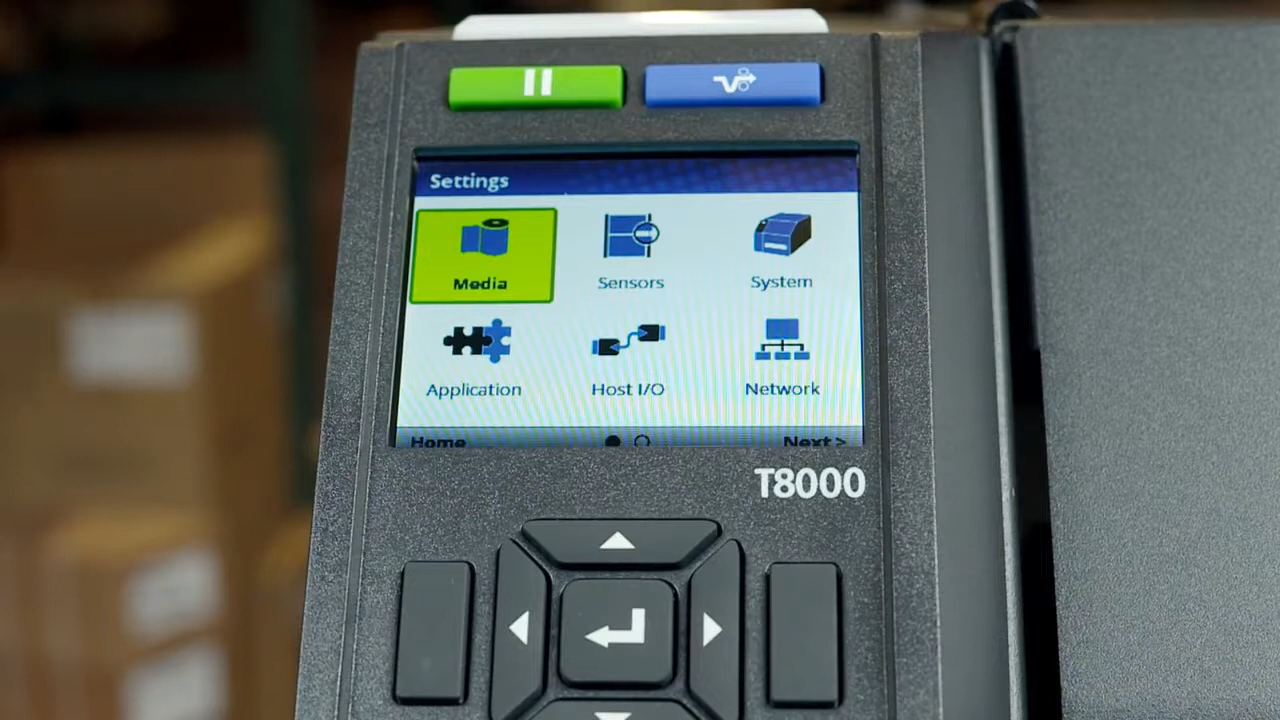 Settings
Media Sensors System
Application Host I/O Network
Home Next >
T8000